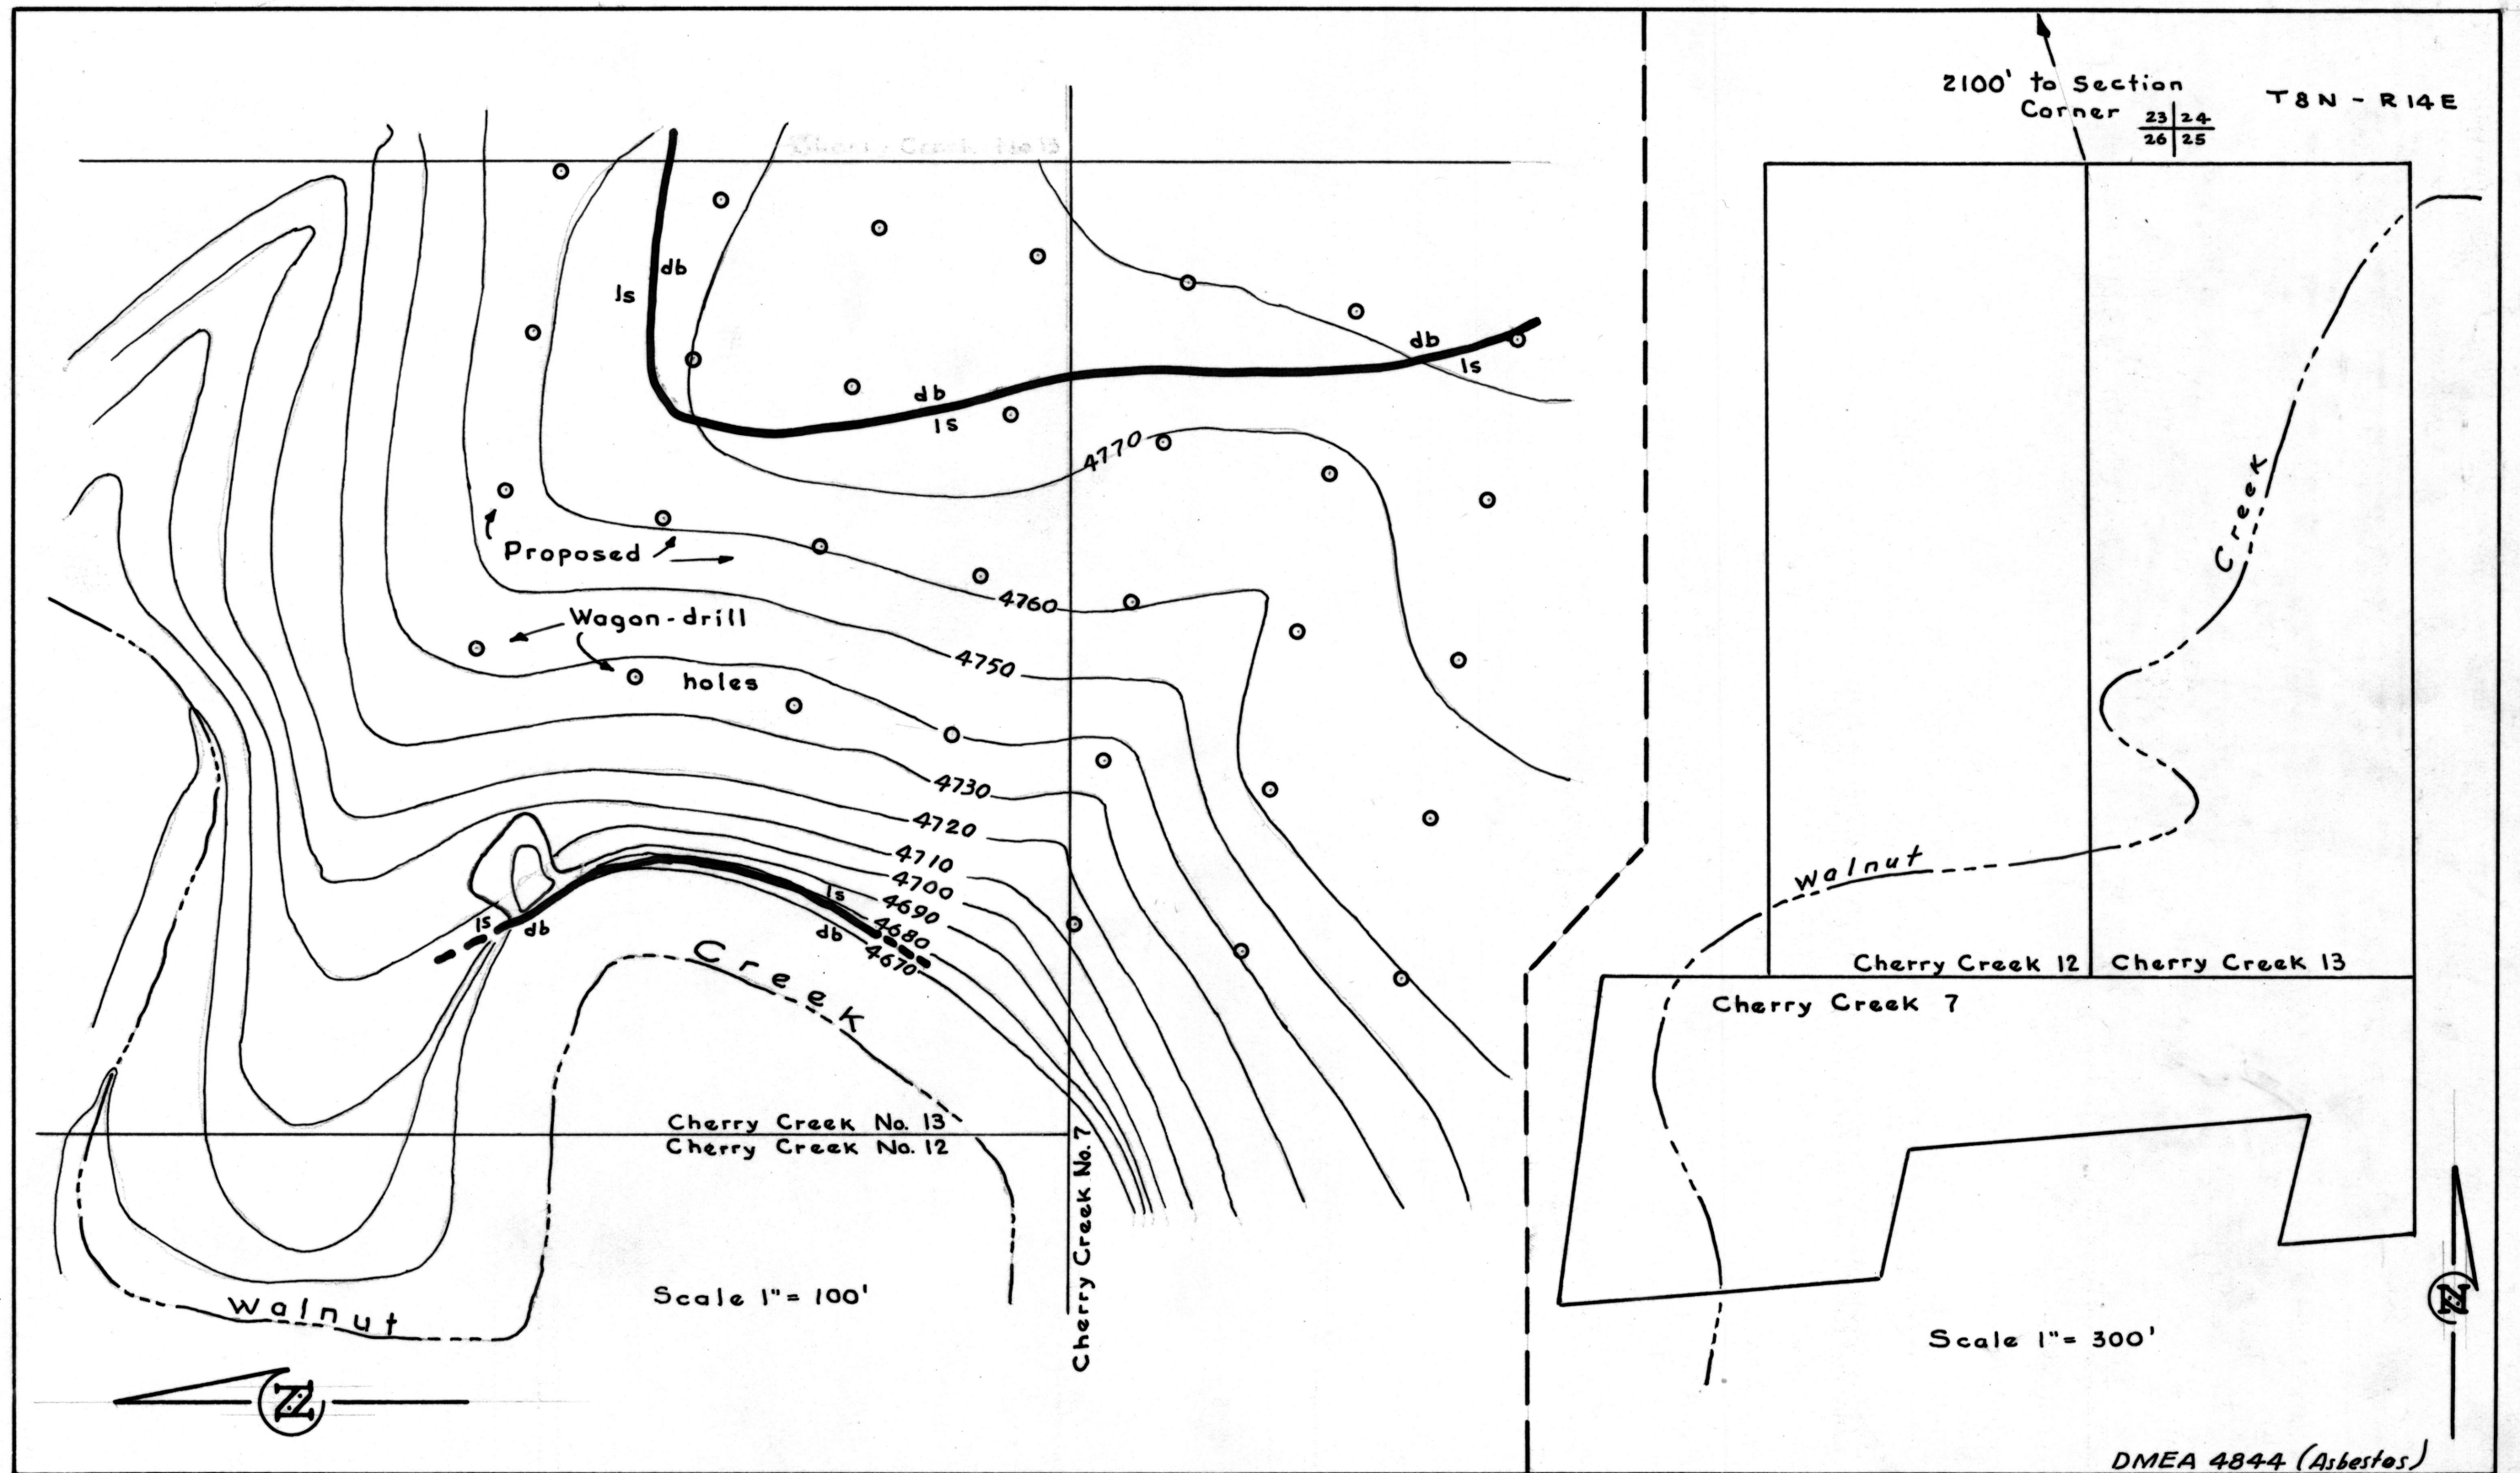 db
ls
db
ls
db
ls
4770
Proposed
4760
Wagon-drill
4750
holes
4730
4720
4710
4700
4690
4680
4670
ls
db
ls
db
Creek
Cherry Creek No. 13
Cherry Creek No. 12
Cherry Creek No. 7
Walnut
Scale 1"= 100'
N
2100' to Section
Corner
23 24
26 25
T8N - R14E
Creek
Walnut
Cherry Creek 12
Cherry Creek 13
Cherry Creek 7
Scale 1"= 300'
N
DMEA 4844 (Asbestos)